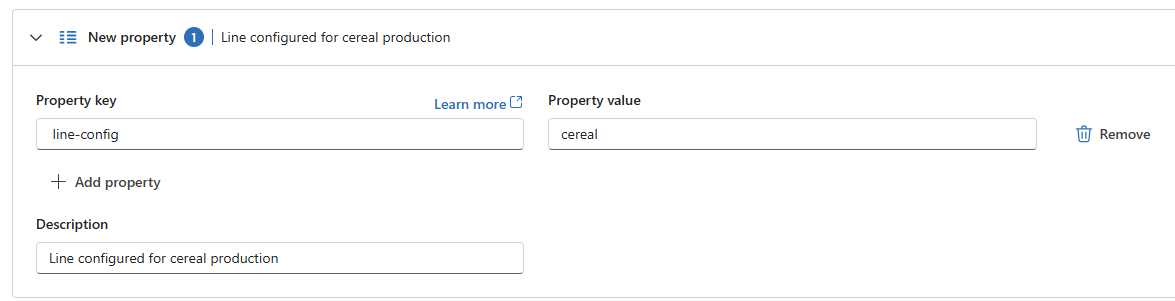 New property 1 | Line configured for cereal production
Property key Learn more Property value
line-config cereal Remove
+ Add property
Description
Line configured for cereal production